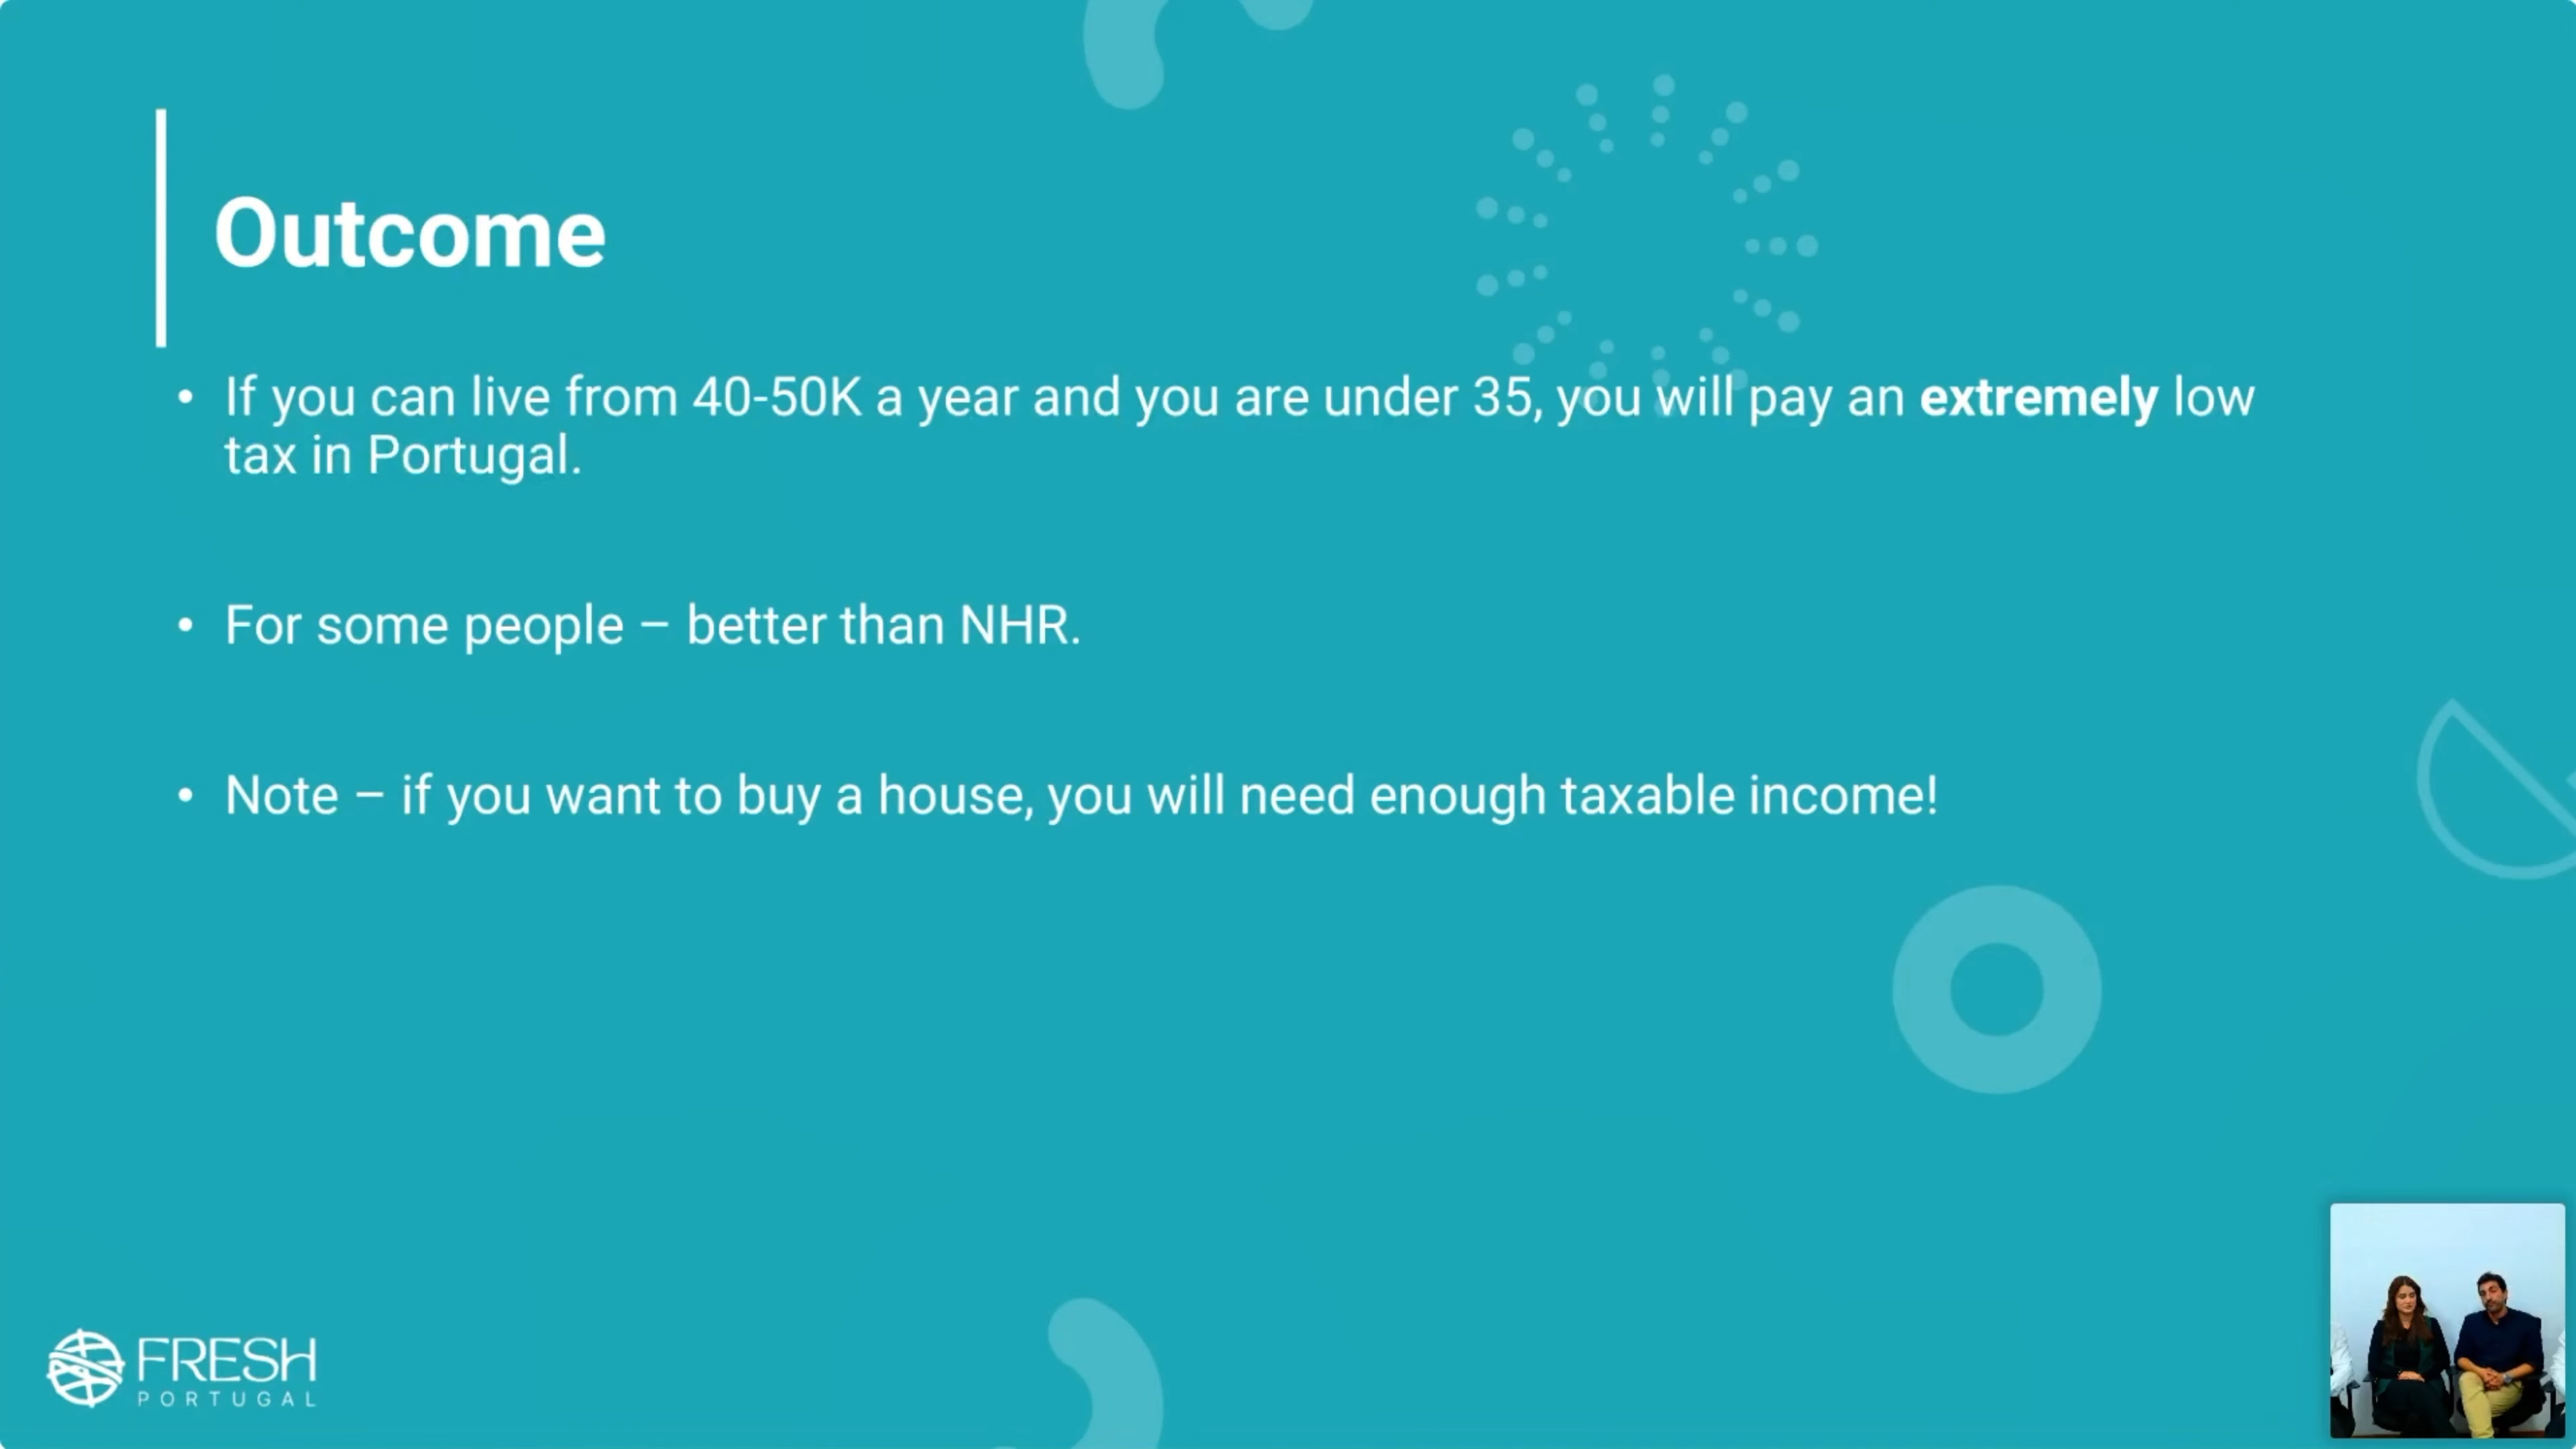 Outcome
• If you can live from 40-50K a year and you are under 35, you will pay an extremely low
tax in Portugal.
• For some people – better than NHR.
• Note – if you want to buy a house, you will need enough taxable income!
FRESH
PORTUGAL